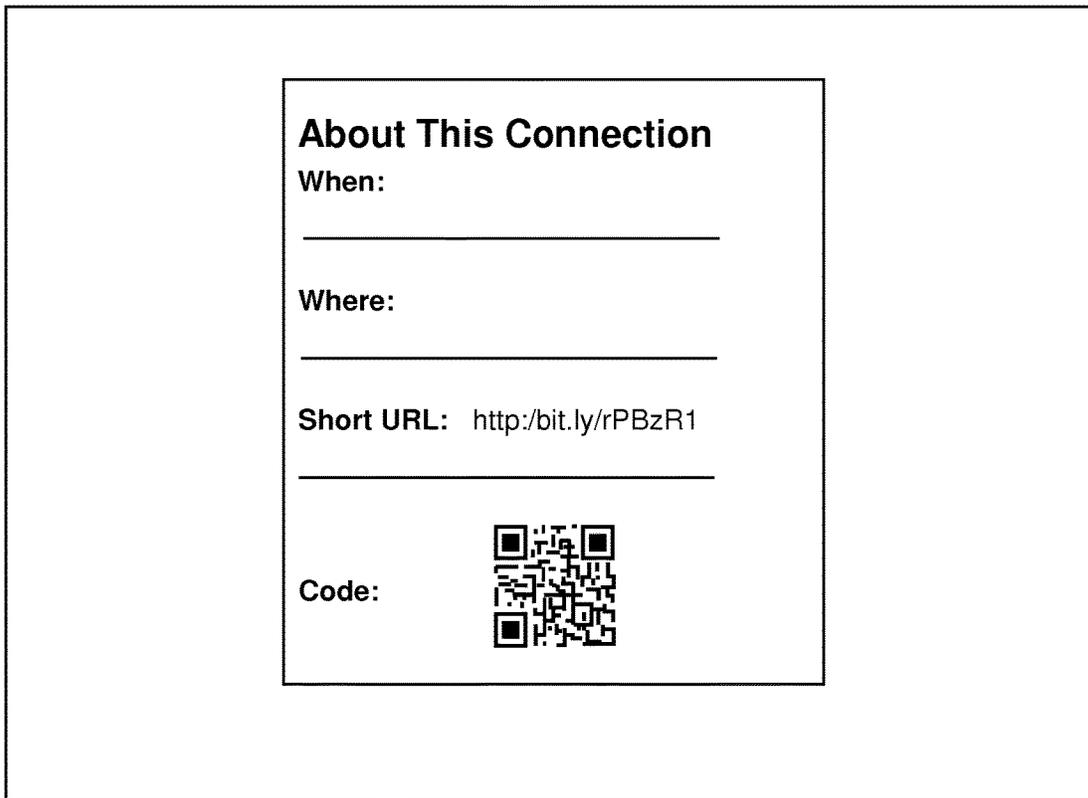 About This Connection
When:
Where:
Short URL: http:/bit.ly/rPBzR1
Code: